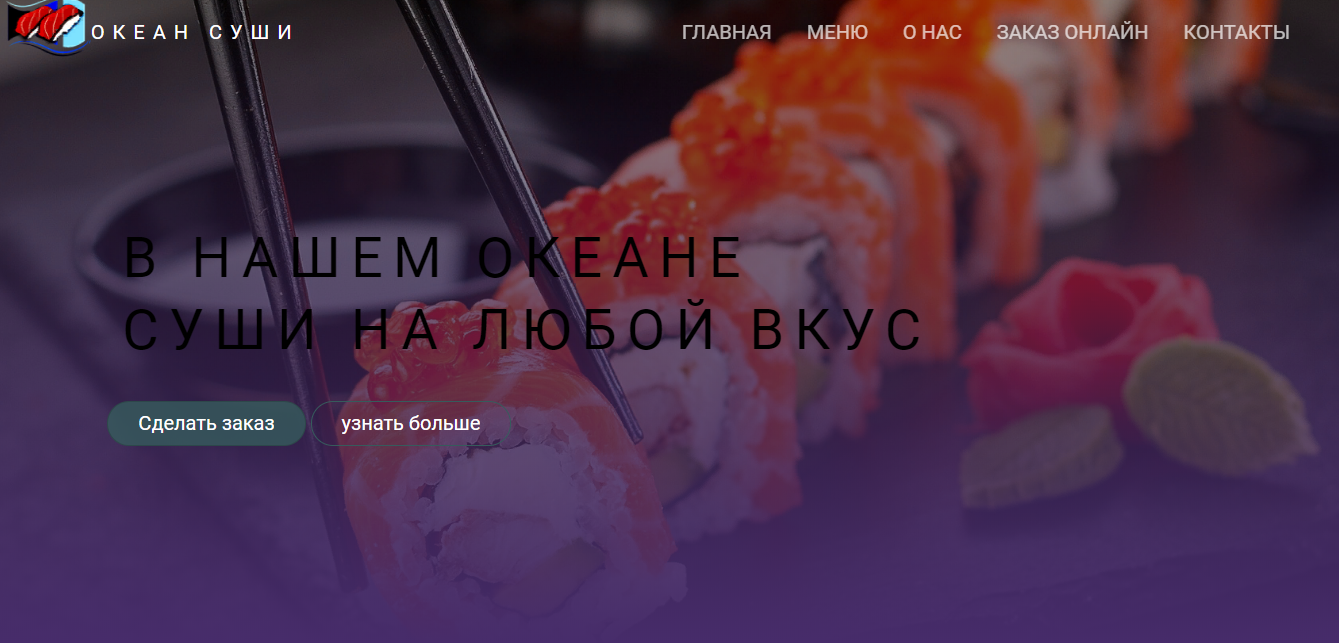 ОКЕАН СУШИ
ГЛАВНАЯ МЕНЮ О НАС ЗАКАЗ ОНЛАЙН КОНТАКТЫ
В НАШЕМ ОКЕАНЕ
СУШИ НА ЛЮБОЙ ВКУС
Сделать заказ узнать больше